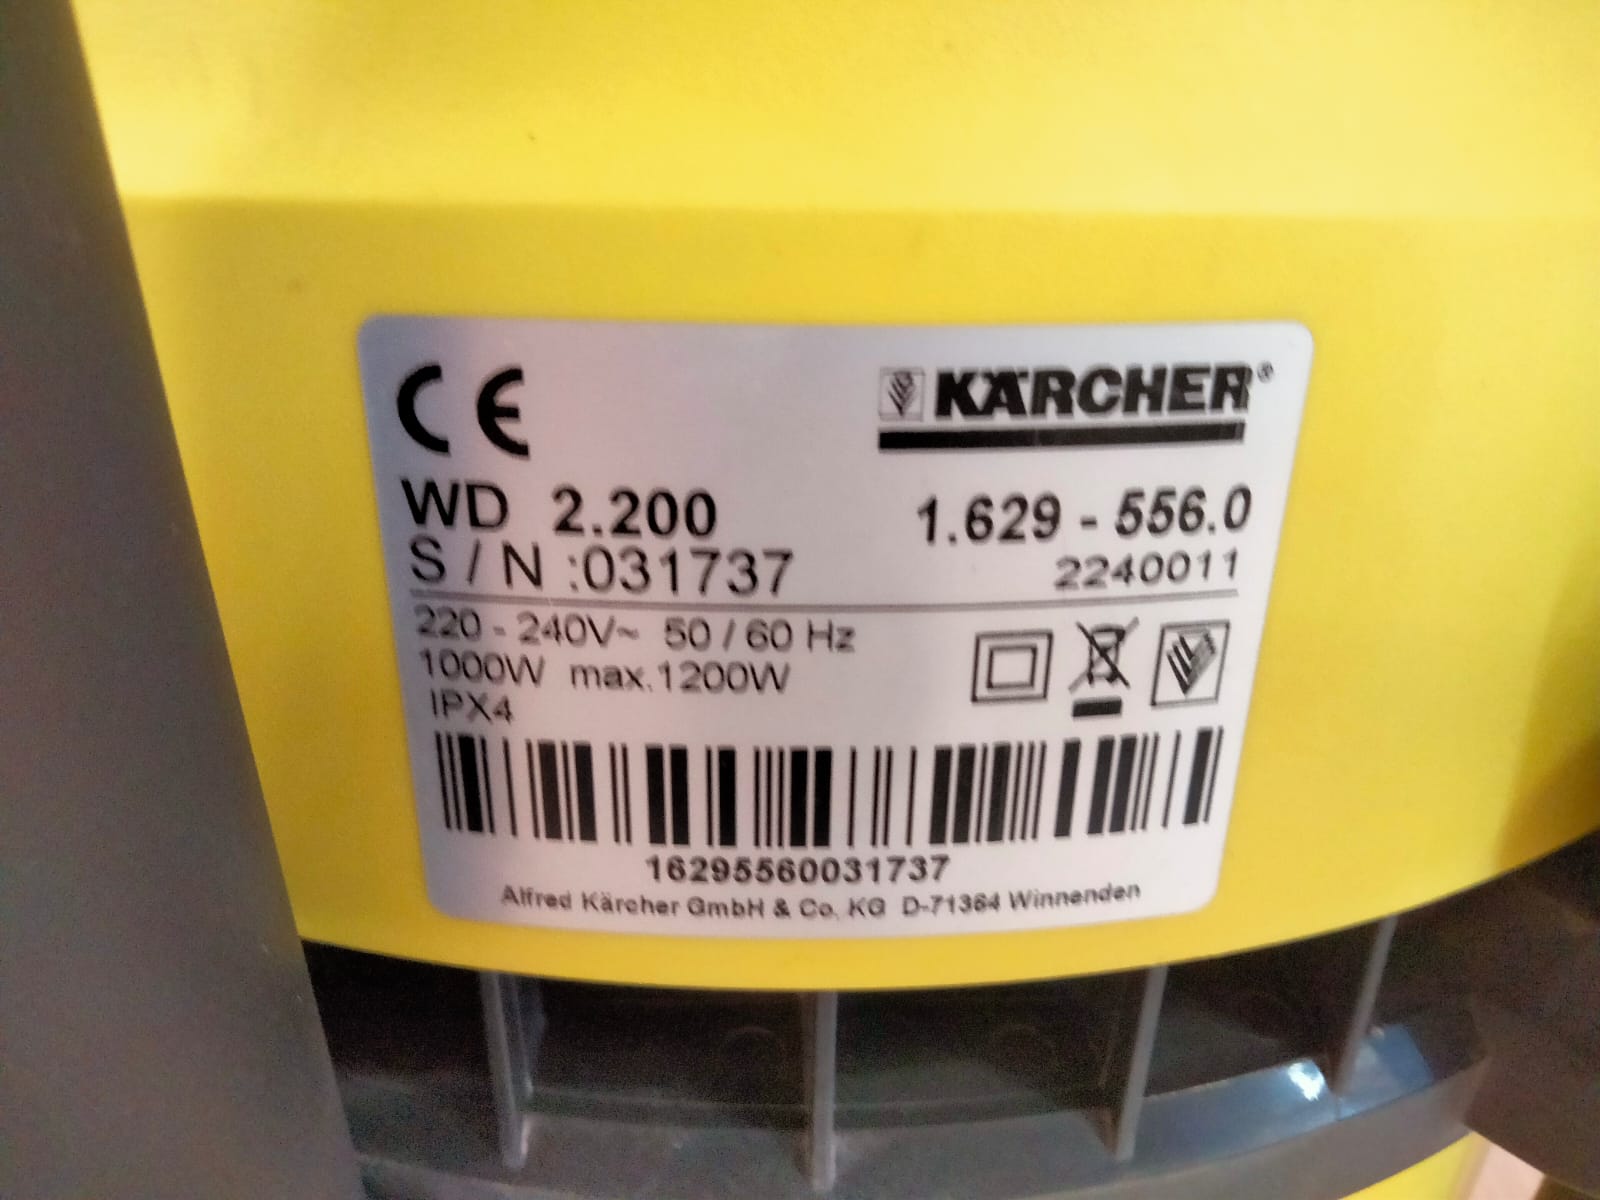 CE KÄRCHER®
WD 2.200 1.629 - 556.0
S / N :031737 2240011
220 - 240V~ 50 / 60 Hz
1000W max.1200W
IPX4
16295560031737
Alfred Kärcher GmbH & Co. KG D-71364 Winnenden